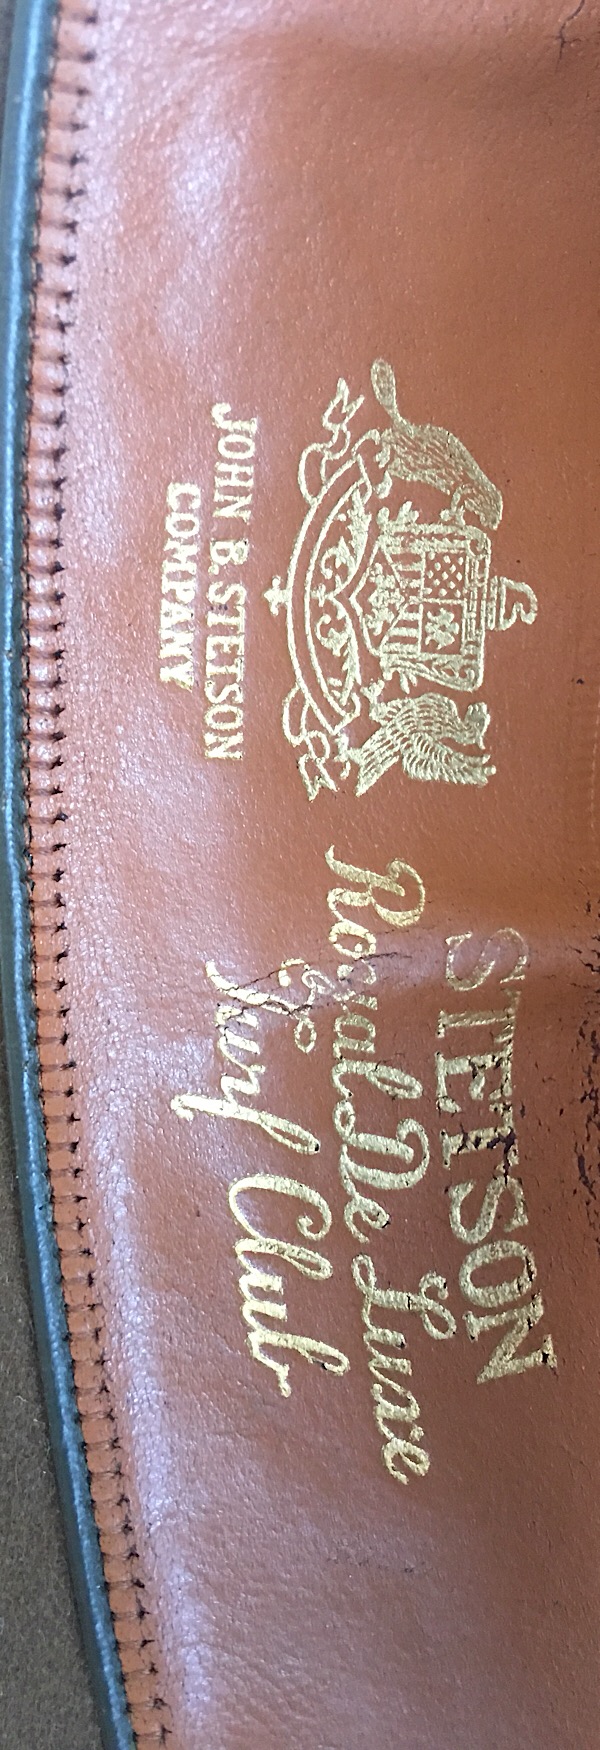 JOHN B. STETSON
COMPANY
STETSON
Royal De Luxe
Turf Club